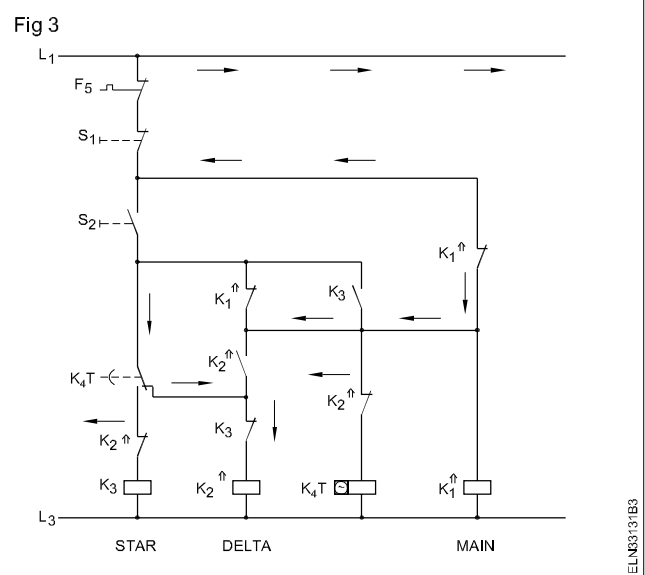 Fig 3
L1
F5
S1
S2
K1⇑
K1⇑
K3
K2⇑
K4T
K2⇑
K2⇑
K3
K3
K2⇑
K4T
~
K1⇑
L3
STAR
DELTA
MAIN
ELN33131B3